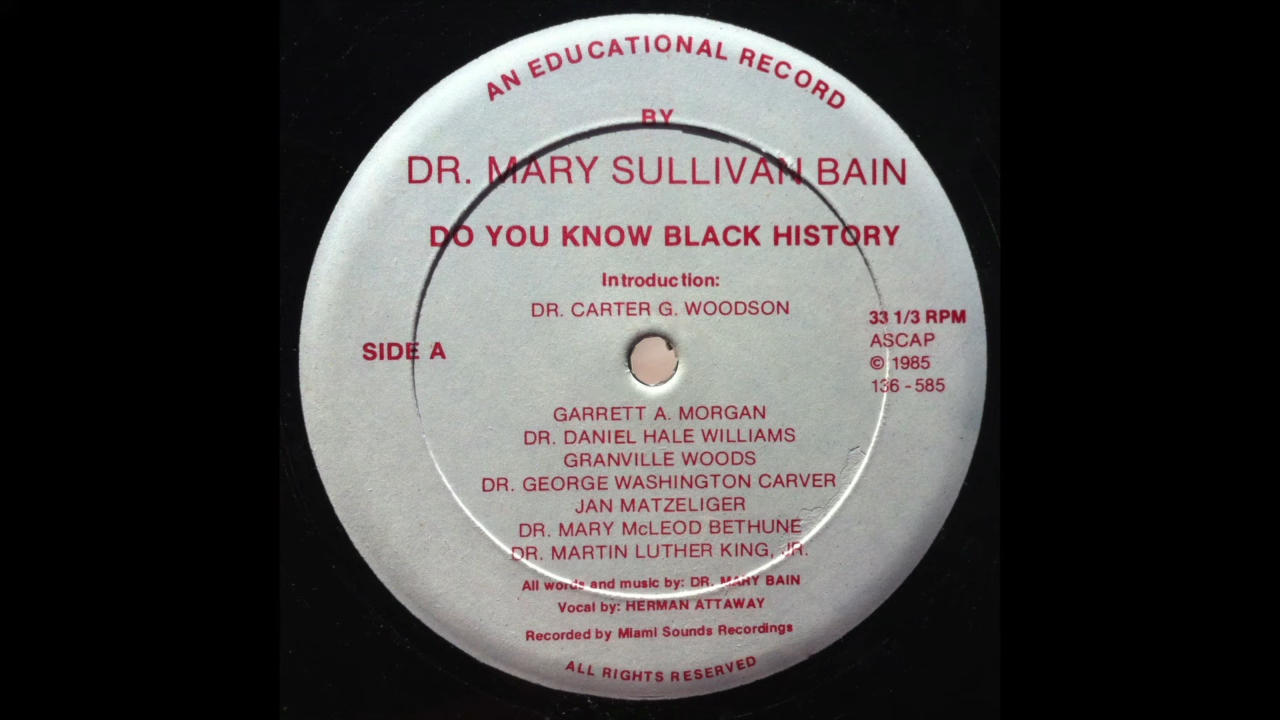 AN EDUCATIONAL RECORD
BY
DR. MARY SULLIVAN BAIN
DO YOU KNOW BLACK HISTORY
Introduction:
DR. CARTER G. WOODSON
SIDE A
33 1/3 RPM
ASCAP
© 1985
136 - 585
GARRETT A. MORGAN
DR. DANIEL HALE WILLIAMS
GRANVILLE WOODS
DR. GEORGE WASHINGTON CARVER
JAN MATZELIGER
DR. MARY McLEOD BETHUNE
DR. MARTIN LUTHER KING, JR.
All words and music by: DR. MARY BAIN
Vocal by: HERMAN ATTAWAY
Recorded by Miami Sounds Recordings
ALL RIGHTS RESERVED